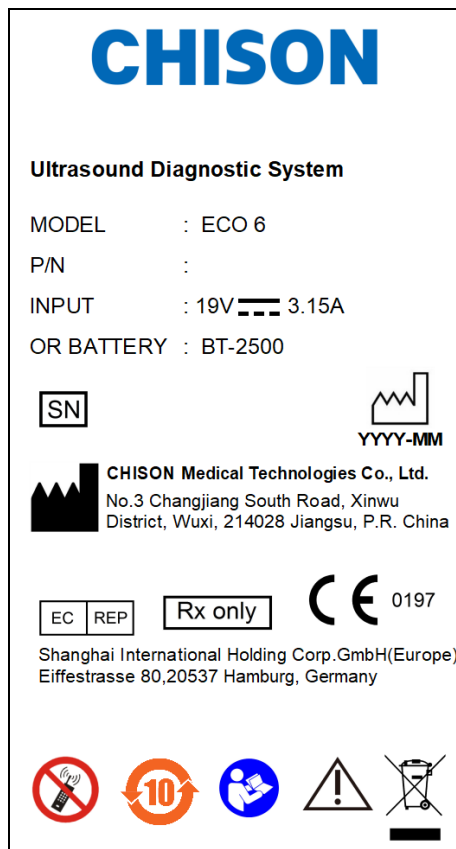 CHISON
Ultrasound Diagnostic System
MODEL : ECO 6
P/N :
INPUT : 19V 3.15A
OR BATTERY : BT-2500
SN
YYYY-MM
CHISON Medical Technologies Co., Ltd.
No.3 Changjiang South Road, Xinwu
District, Wuxi, 214028 Jiangsu, P.R. China
EC REP
Rx only
CE 0197
Shanghai International Holding Corp.GmbH(Europe)
Eiffestrasse 80,20537 Hamburg, Germany
10